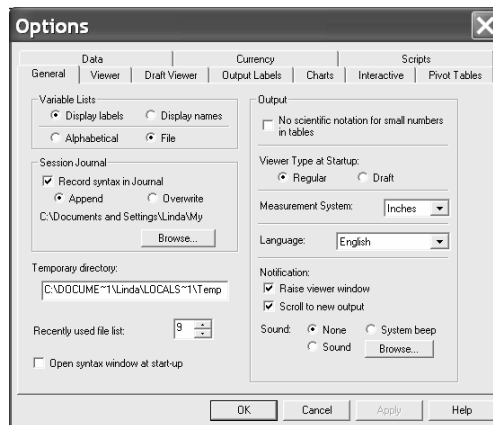 Options
Data Currency Scripts
General Viewer Draft Viewer Output Labels Charts Interactive Pivot Tables
Variable Lists
Display labels Display names
Alphabetical File
Session Journal
Record syntax in Journal
Append Overwrite
C:\Documents and Settings\Linda\My
Browse...
Temporary directory:
C:\DOCUME~1\Linda\LOCALS~1\Temp
Recently used file list: 9
Open syntax window at start-up
Output
No scientific notation for small numbers
in tables
Viewer Type at Startup:
Regular Draft
Measurement System: Inches
Language: English
Notification:
Raise viewer window
Scroll to new output
Sound: None System beep
Sound Browse...
OK Cancel Apply Help